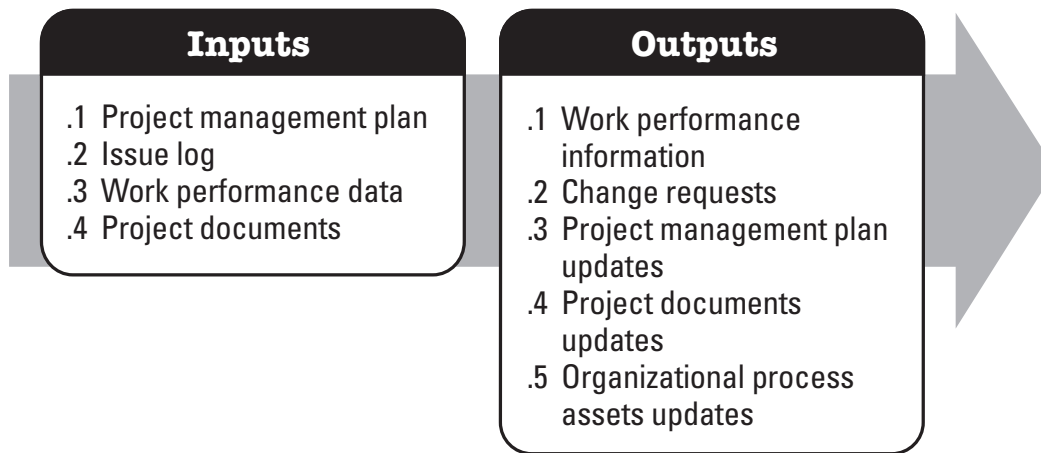 Inputs
.1 Project management plan
.2 Issue log
.3 Work performance data
.4 Project documents
Outputs
.1 Work performance
information
.2 Change requests
.3 Project management plan
updates
.4 Project documents
updates
.5 Organizational process
assets updates